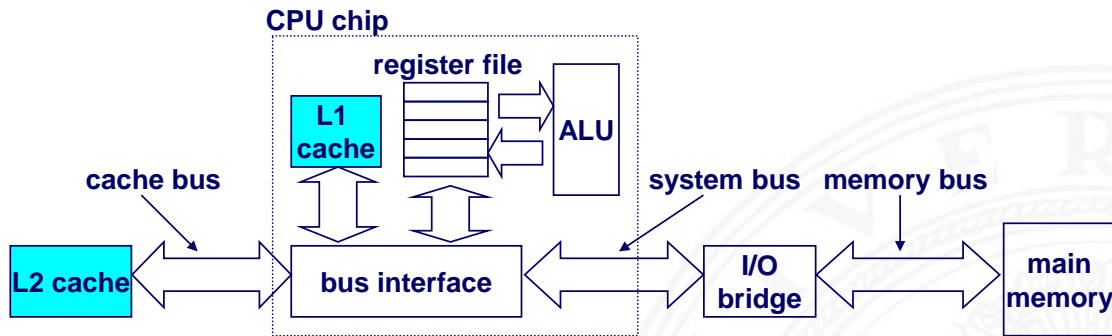 CPU chip
register file
L1
cache
ALU
cache bus
system bus
memory bus
L2 cache
bus interface
I/O
bridge
main
memory
V E R